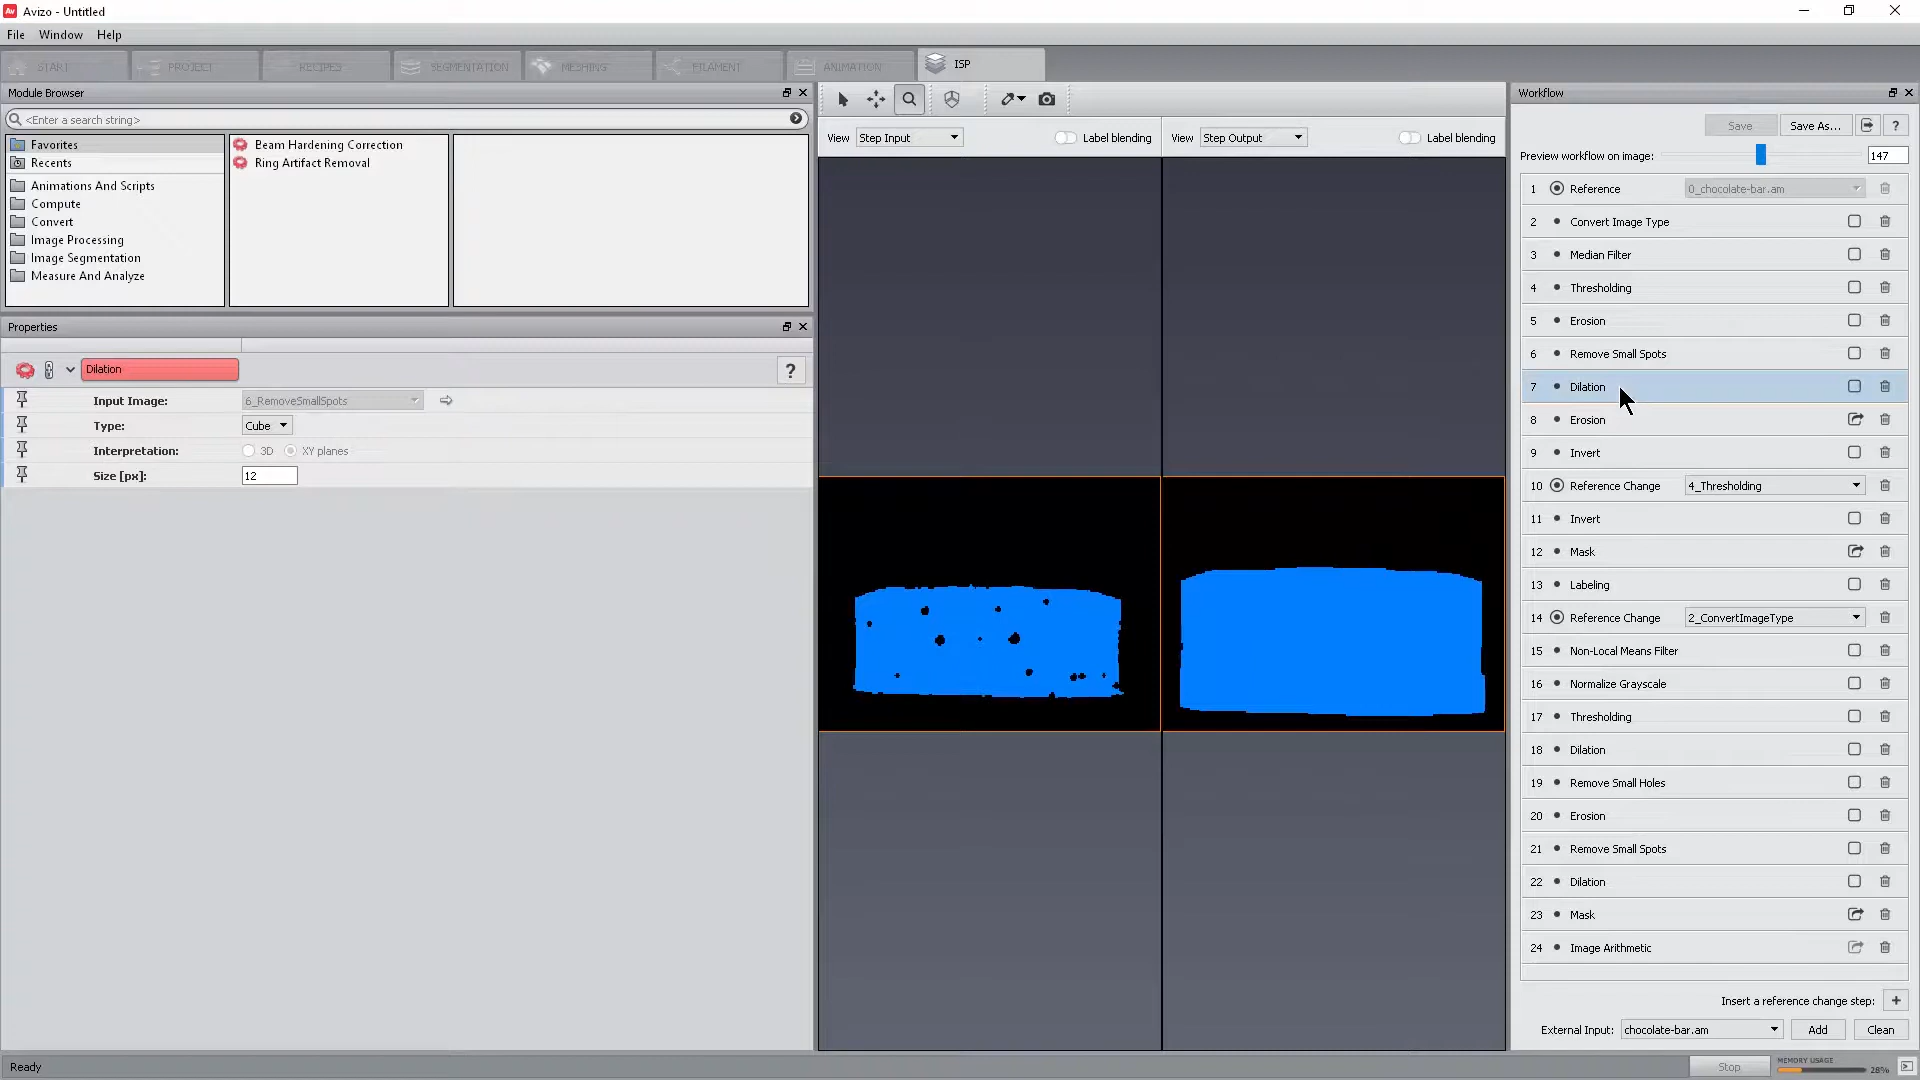 Avizo - Untitled
File Window Help
START PROJECT RECIPES SEGMENTATION MESHING FILAMENT ANIMATION ISP
Module Browser
<Enter a search string>
Favorites
Recents
Animations And Scripts
Compute
Convert
Image Processing
Image Segmentation
Measure And Analyze
Beam Hardening Correction
Ring Artifact Removal
Properties
Dilation
?
Input Image: 6_RemoveSmallSpots
Type: Cube
Interpretation: 3D XY planes
Size [px]: 12
View Step Input Label blending
View Step Output Label blending
Workflow
Save Save As... ?
Preview workflow on image: 147
1 Reference 0_chocolate-bar.am
2 Convert Image Type
3 Median Filter
4 Thresholding
5 Erosion
6 Remove Small Spots
7 Dilation
8 Erosion
9 Invert
10 Reference Change 4_Thresholding
11 Invert
12 Mask
13 Labeling
14 Reference Change 2_ConvertImageType
15 Non-Local Means Filter
16 Normalize Grayscale
17 Thresholding
18 Dilation
19 Remove Small Holes
20 Erosion
21 Remove Small Spots
22 Dilation
23 Mask
24 Image Arithmetic
Insert a reference change step: +
External Input: chocolate-bar.am Add Clean
Ready
Stop
MEMORY USAGE
28%